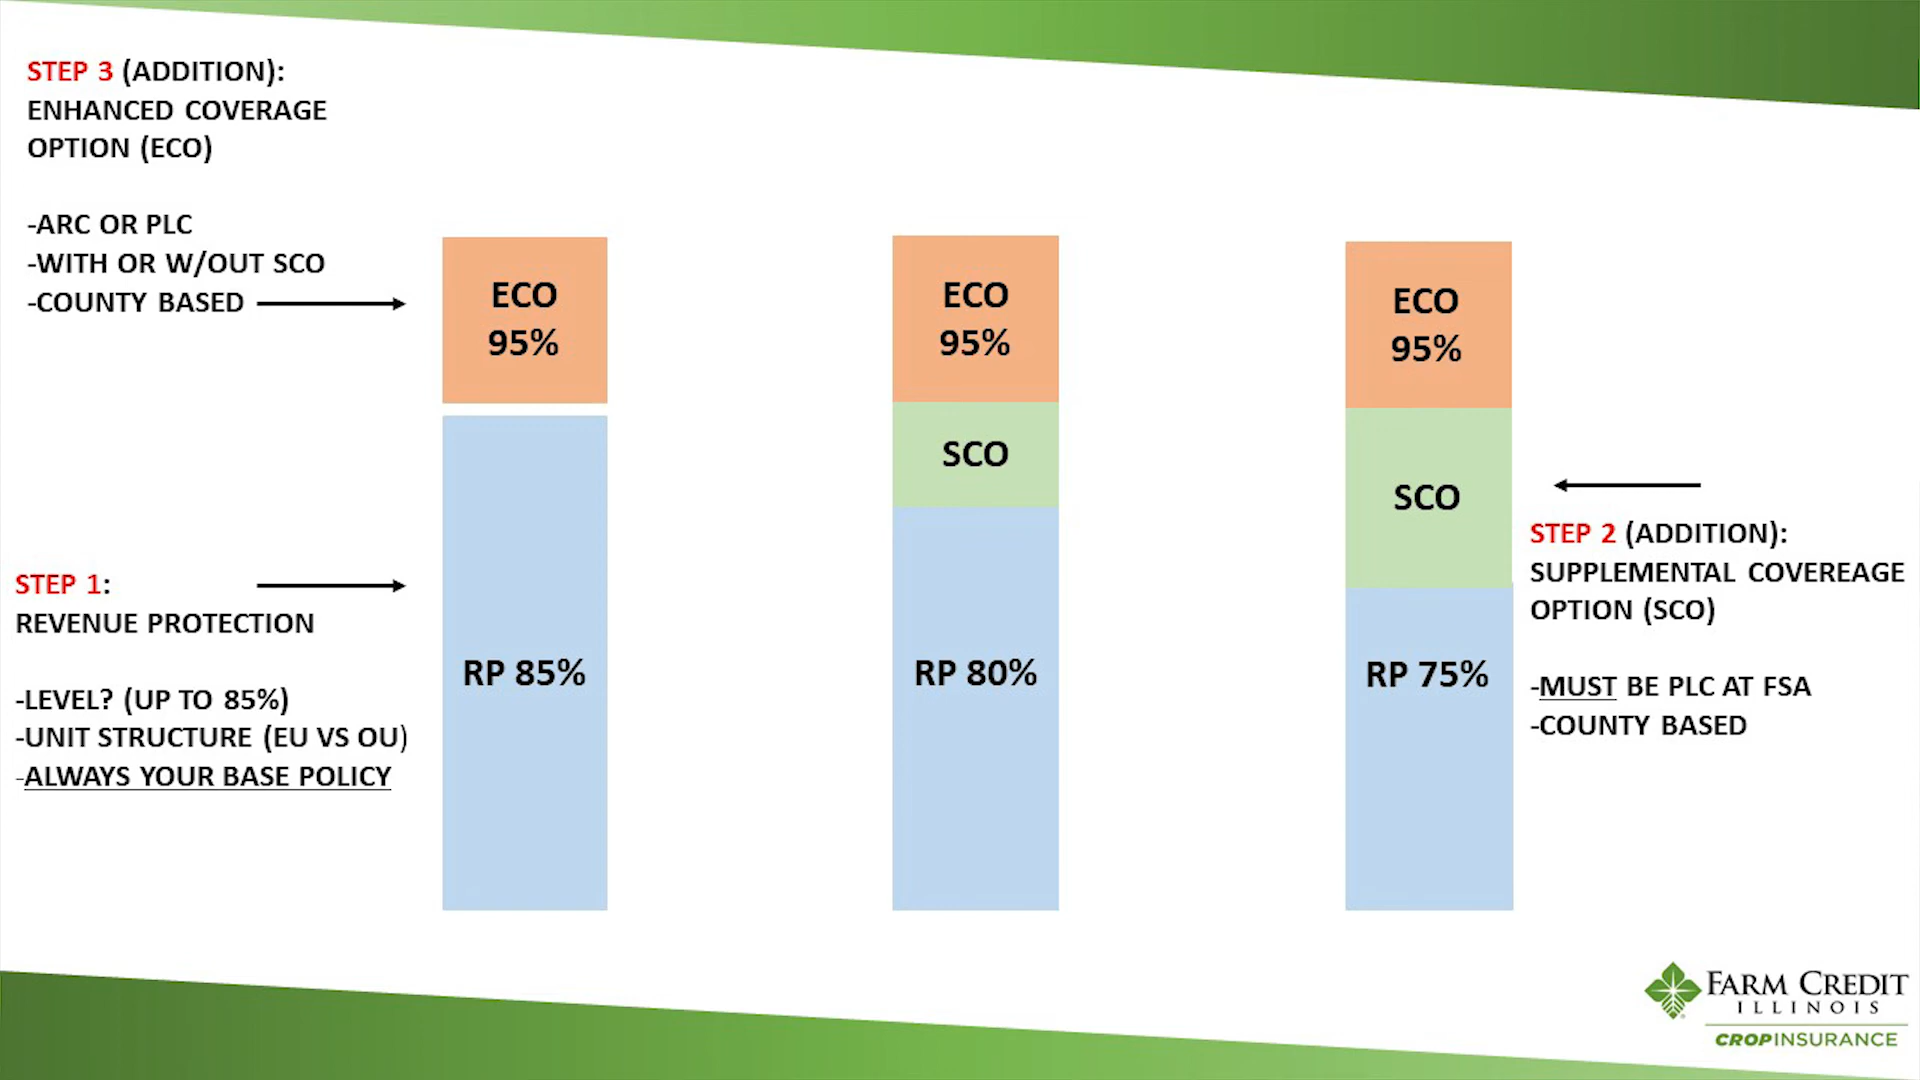 STEP 3 (ADDITION):
ENHANCED COVERAGE
OPTION (ECO)
-ARC OR PLC
-WITH OR W/OUT SCO
-COUNTY BASED
STEP 1:
REVENUE PROTECTION
-LEVEL? (UP TO 85%)
-UNIT STRUCTURE (EU VS OU)
-ALWAYS YOUR BASE POLICY
ECO
95%
RP 85%
ECO
95%
SCO
RP 80%
ECO
95%
SCO
RP 75%
STEP 2 (ADDITION):
SUPPLEMENTAL COVEREAGE
OPTION (SCO)
-MUST BE PLC AT FSA
-COUNTY BASED
FARM CREDIT
ILLINOIS
CROPINSURANCE